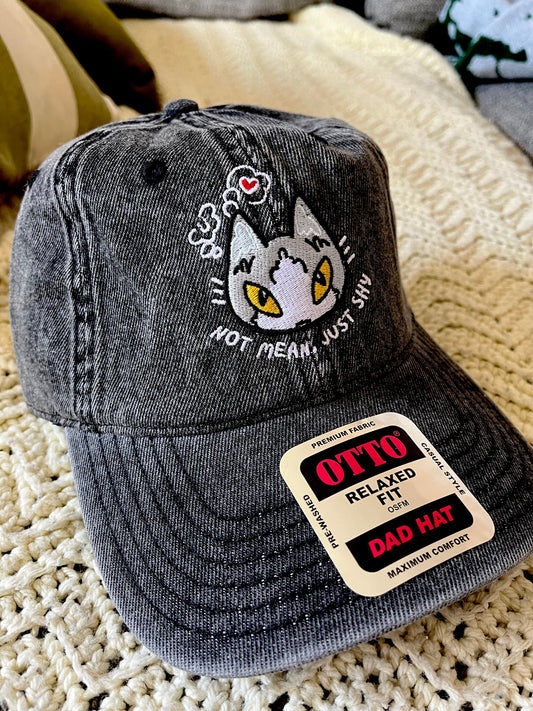 NOT MEAN, JUST SHY
PREMIUM FABRIC
OTTO®
RELAXED
FIT
OSFM
DAD HAT
PRE WASHED
CASUAL STYLE
MAXIMUM COMFORT